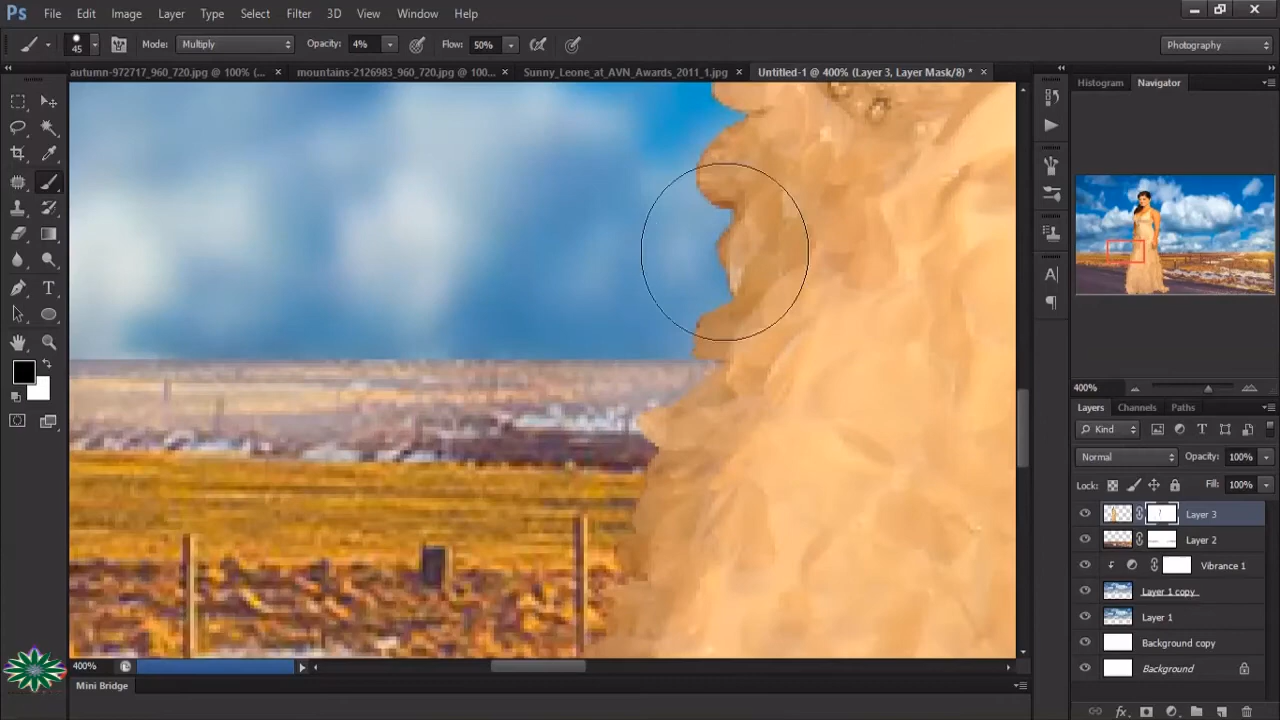 Ps File Edit Image Layer Type Select Filter 3D View Window Help
45 Mode: Multiply Opacity: 4% Flow: 50% Photography
autumn-972717_960_720.jpg @ 100% (... × mountains-2126983_960_720.jpg @ 100... × Sunny_Leone_at_AVN_Awards_2011_1.jpg × Untitled-1 @ 400% (Layer 3, Layer Mask/8) * ×
Histogram Navigator
400%
Layers Channels Paths
Kind
Normal Opacity: 100%
Lock: Fill: 100%
Layer 3
Layer 2
Vibrance 1
Layer 1 copy
Layer 1
Background copy
Background
400%
Mini Bridge